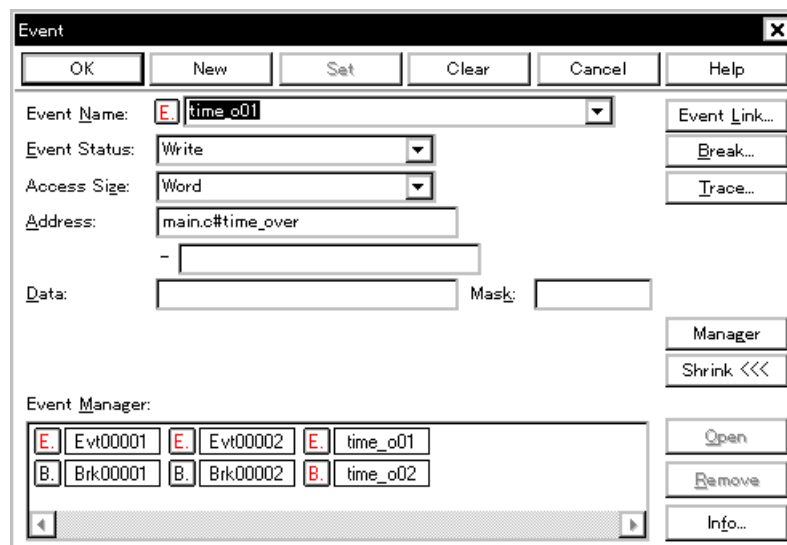 Event
OK New Set Clear Cancel Help
Event Name: E. time_o01 Event Link...
Event Status: Write Break...
Access Size: Word Trace...
Address: main.c#time_over
-
Data: Mask:
Manager
Shrink <<<
Event Manager:
E. Evt00001 E. Evt00002 E. time_o01 Open
B. Brk00001 B. Brk00002 B. time_o02 Remove
Info...